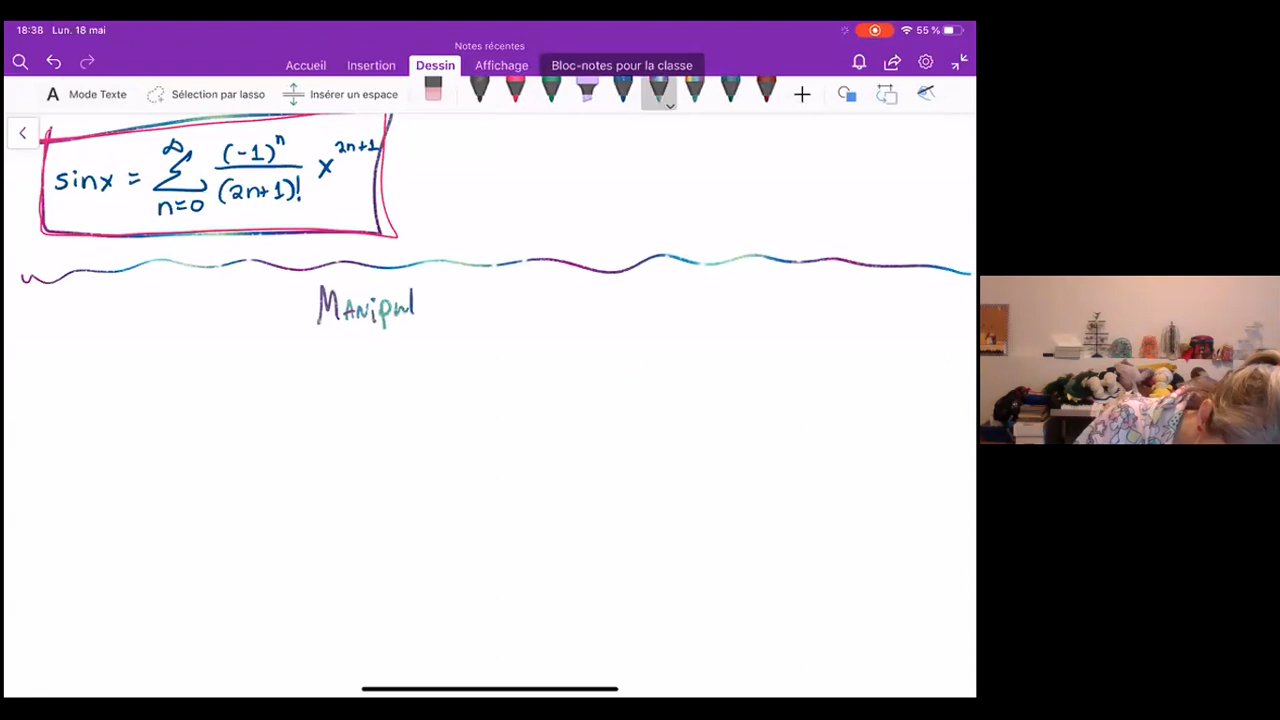 18:38 Lun. 18 mai
55 %
Notes récentes
Accueil Insertion Dessin Affichage Bloc-notes pour la classe
A Mode Texte Sélection par lasso Insérer un espace
sinx = ∞ Σ n=0 (-1)^n / (2n+1)! x^2n+1
Manipul